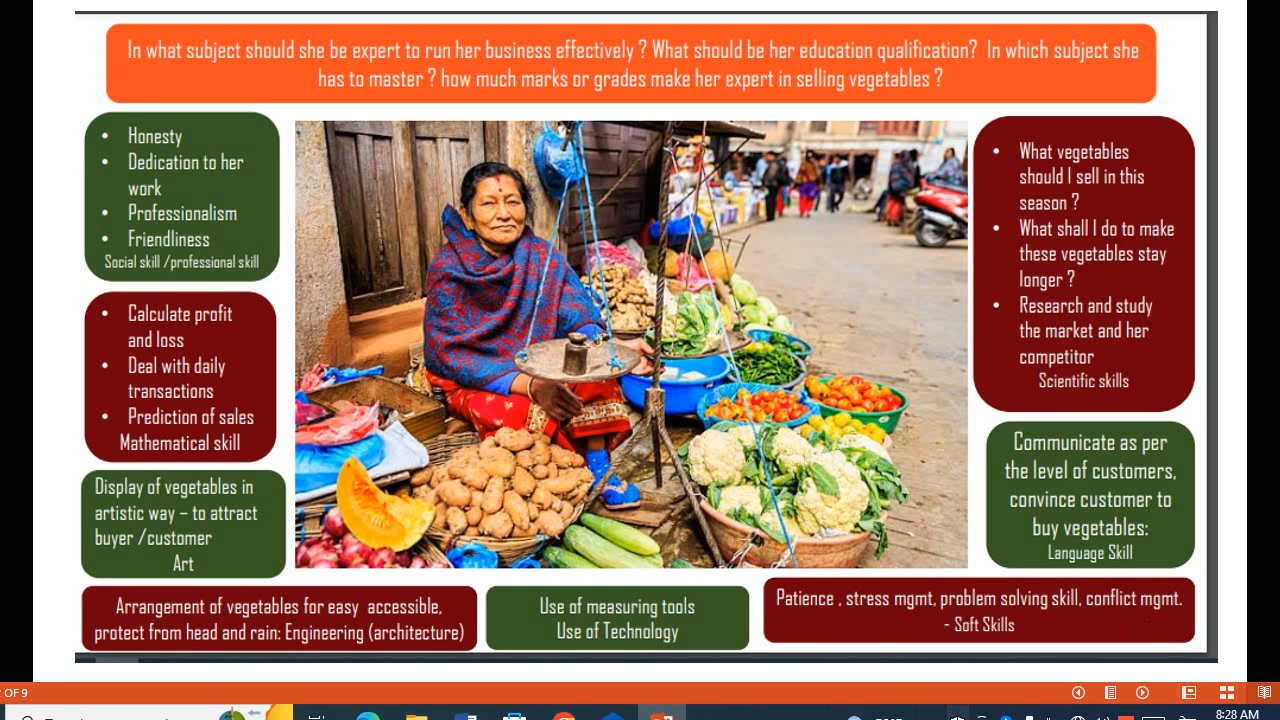 In what subject should she be expert to run her business effectively ? What should be her education qualification? In which subject she
has to master ? how much marks or grades make her expert in selling vegetables ?
• Honesty
• Dedication to her
work
• Professionalism
• Friendliness
Social skill /professional skill
• Calculate profit
and loss
• Deal with daily
transactions
• Prediction of sales
Mathematical skill
Display of vegetables in
artistic way – to attract
buyer /customer
Art
• What vegetables
should I sell in this
season ?
• What shall I do to make
these vegetables stay
longer ?
• Research and study
the market and her
competitor
Scientific skills
Communicate as per
the level of customers,
convince customer to
buy vegetables:
Language Skill
Arrangement of vegetables for easy accessible,
protect from head and rain: Engineering (architecture)
Use of measuring tools
Use of Technology
Patience , stress mgmt, problem solving skill, conflict mgmt.
- Soft Skills
OF 9
8:28 AM